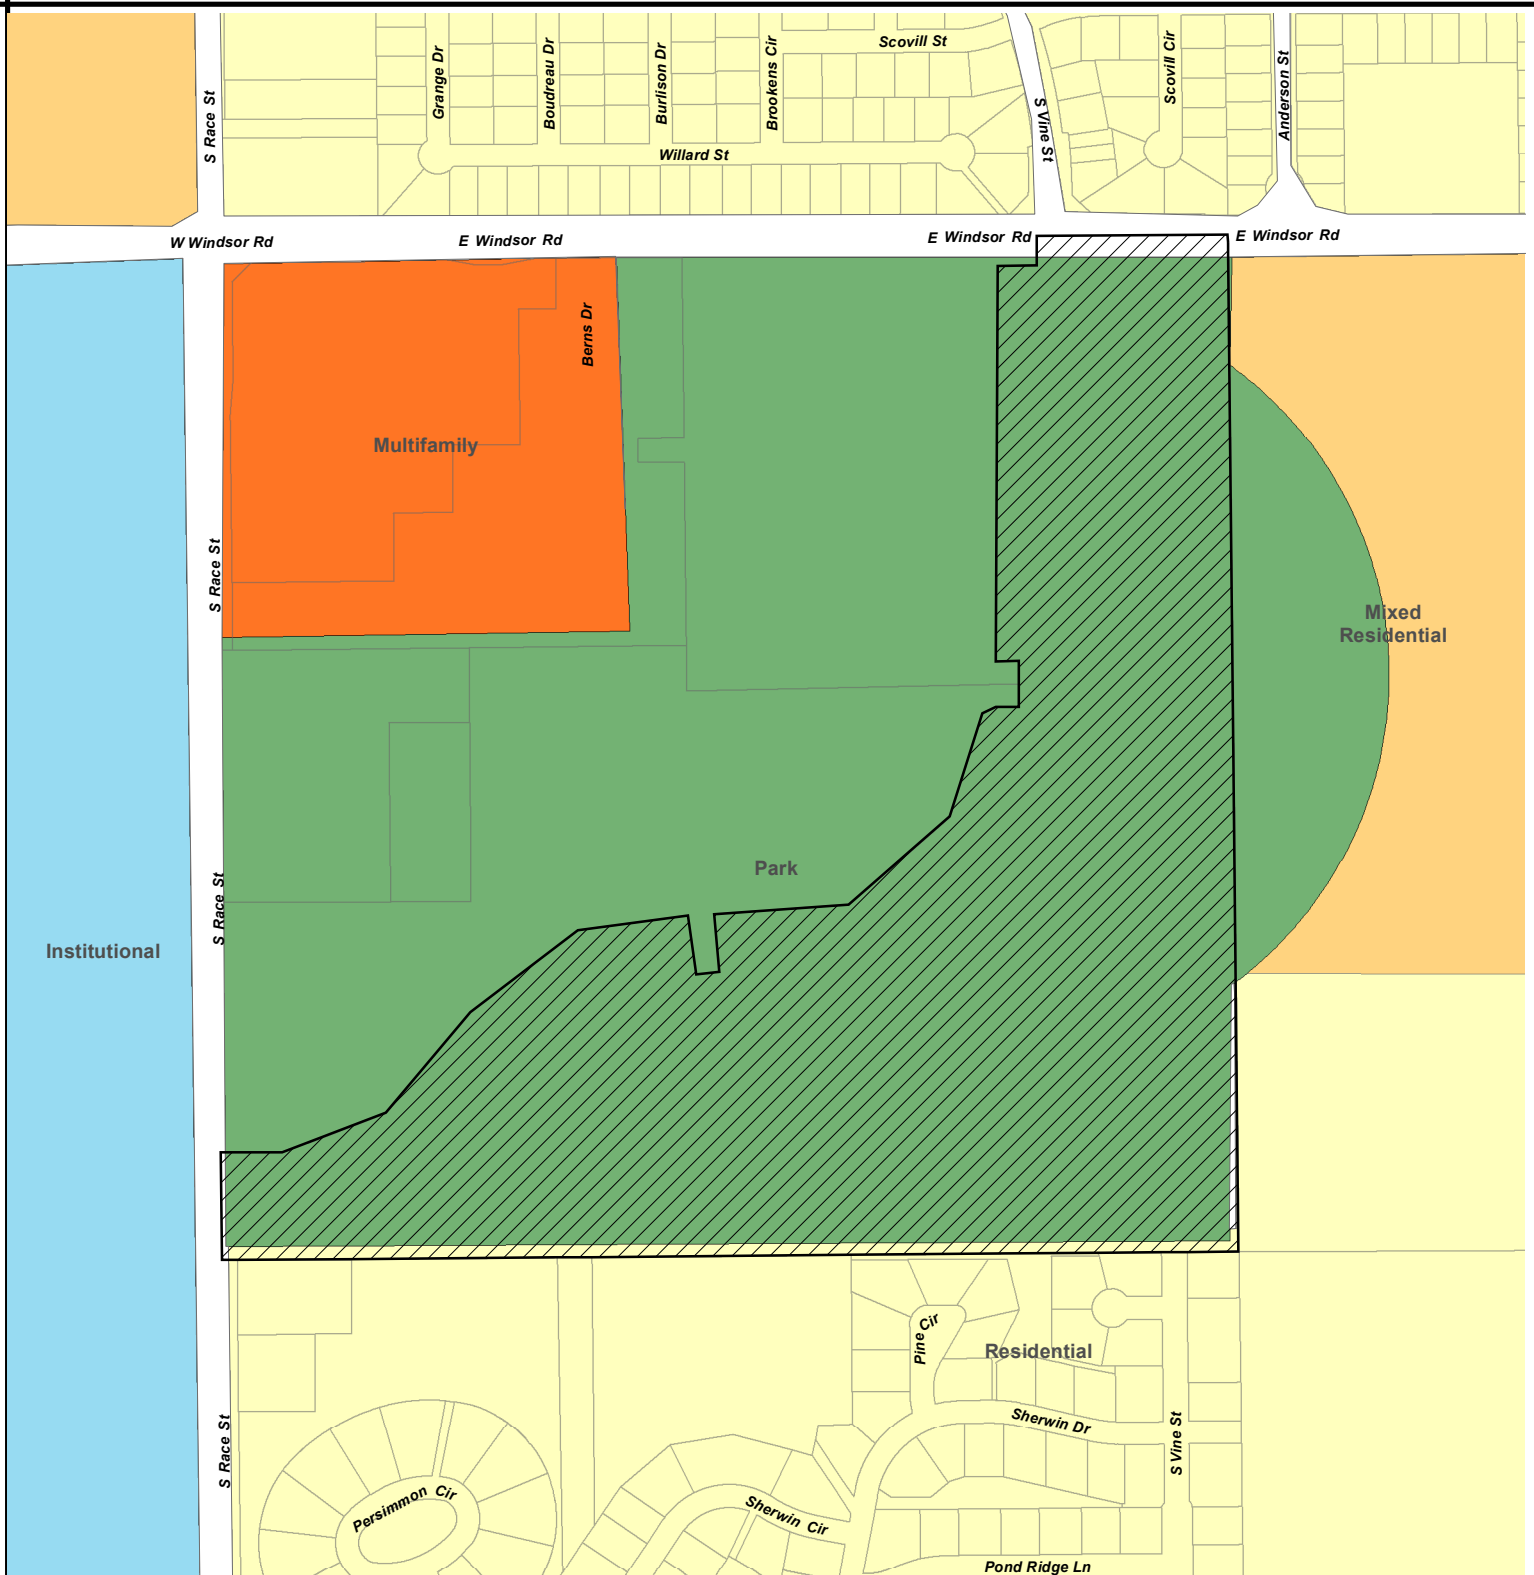 Scovill St
Grange Dr
Boudreau Dr
Burlison Dr
Brookens Cir
Scovill Cir
Anderson St
S Race St
S Vine St
Willard St
W Windsor Rd
E Windsor Rd
E Windsor Rd
E Windsor Rd
Berns Dr
Multifamily
S Race St
Mixed
Residential
Park
S Race St
Institutional
Pine Cir
Residential
Sherwin Dr
S Vine St
S Race St
Persimmon Cir
Sherwin Cir
Pond Ridge Ln